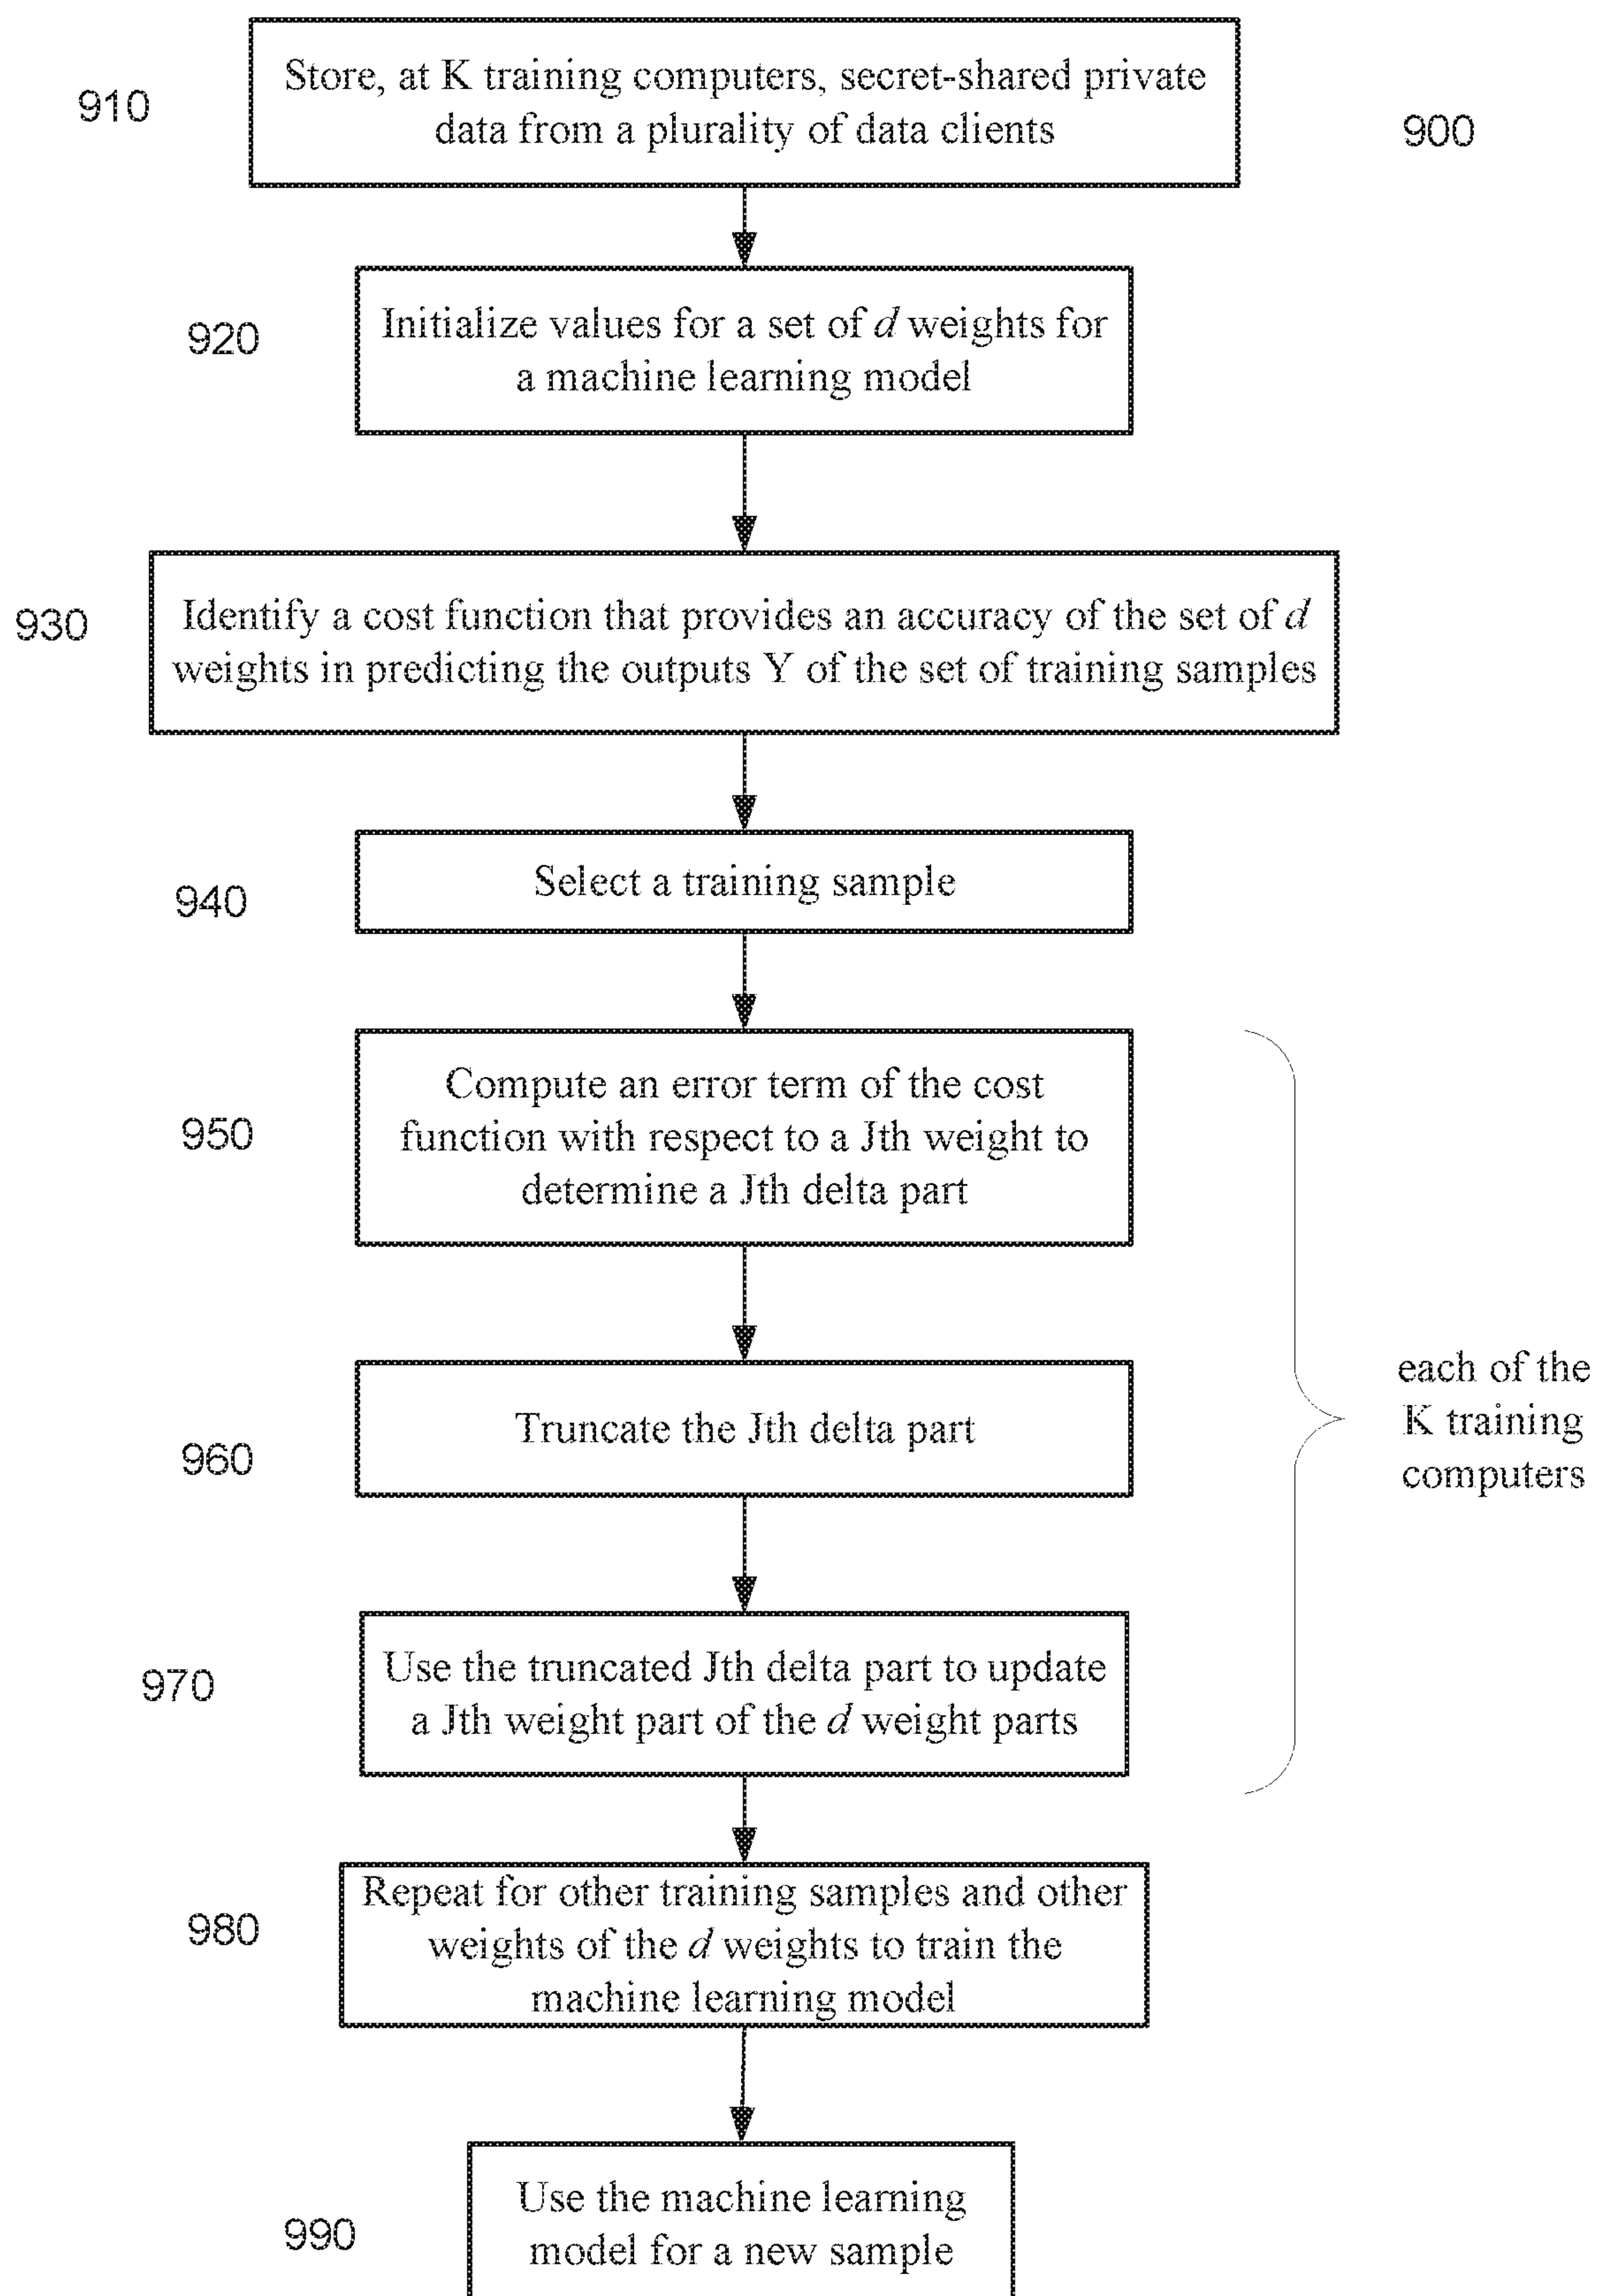 910
Store, at K training computers, secret-shared private
data from a plurality of data clients
900
920
Initialize values for a set of d weights for
a machine learning model
930
Identify a cost function that provides an accuracy of the set of d
weights in predicting the outputs Y of the set of training samples
940
Select a training sample
950
Compute an error term of the cost
function with respect to a Jth weight to
determine a Jth delta part
960
Truncate the Jth delta part
each of the
K training
computers
970
Use the truncated Jth delta part to update
a Jth weight part of the d weight parts
980
Repeat for other training samples and other
weights of the d weights to train the
machine learning model
990
Use the machine learning
model for a new sample